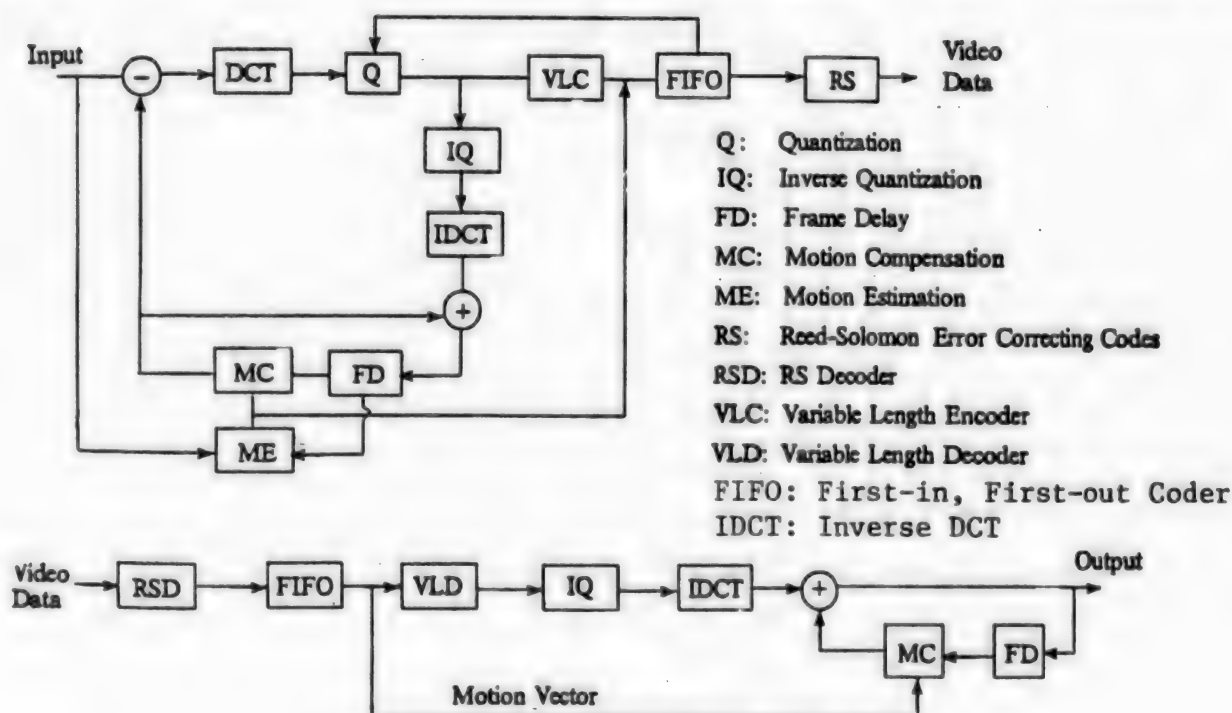 Input
−
DCT
Q
VLC
FIFO
RS
Video
Data
IQ
IDCT
+
MC
FD
ME
Q: Quantization
IQ: Inverse Quantization
FD: Frame Delay
MC: Motion Compensation
ME: Motion Estimation
RS: Reed-Solomon Error Correcting Codes
RSD: RS Decoder
VLC: Variable Length Encoder
VLD: Variable Length Decoder
FIFO: First-in, First-out Coder
IDCT: Inverse DCT
Video
Data
RSD
FIFO
VLD
IQ
IDCT
+
Output
MC
FD
Motion Vector